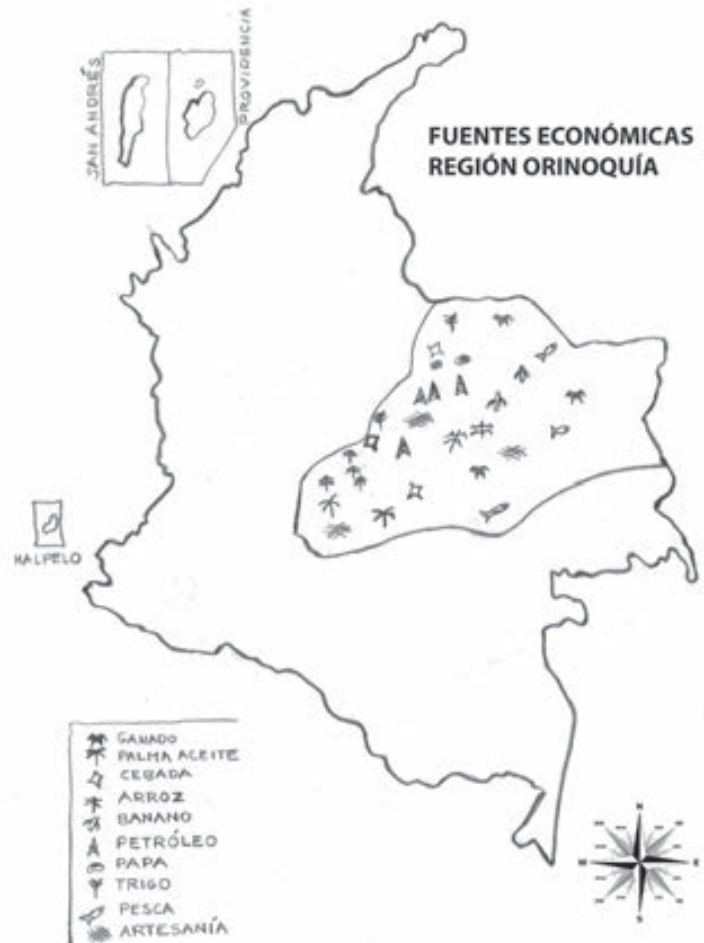 SAN ANDRÉS
PROVIDENCIA
FUENTES ECONÓMICAS
REGIÓN ORINOQUÍA
MALPELO
GANADO
PALMA ACEITE
CEBADA
ARROZ
BANANO
PETRÓLEO
PAPA
TRIGO
PESCA
ARTESANÍA
N
E
S